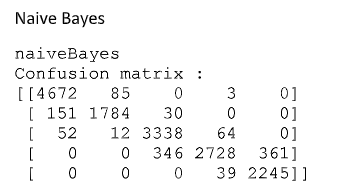 Naive Bayes
naiveBayes
Confusion matrix :
[[4672 85 0 3 0]
[ 151 1784 30 0 0]
[ 52 12 3338 64 0]
[ 0 0 346 2728 361]
[ 0 0 0 39 2245]]